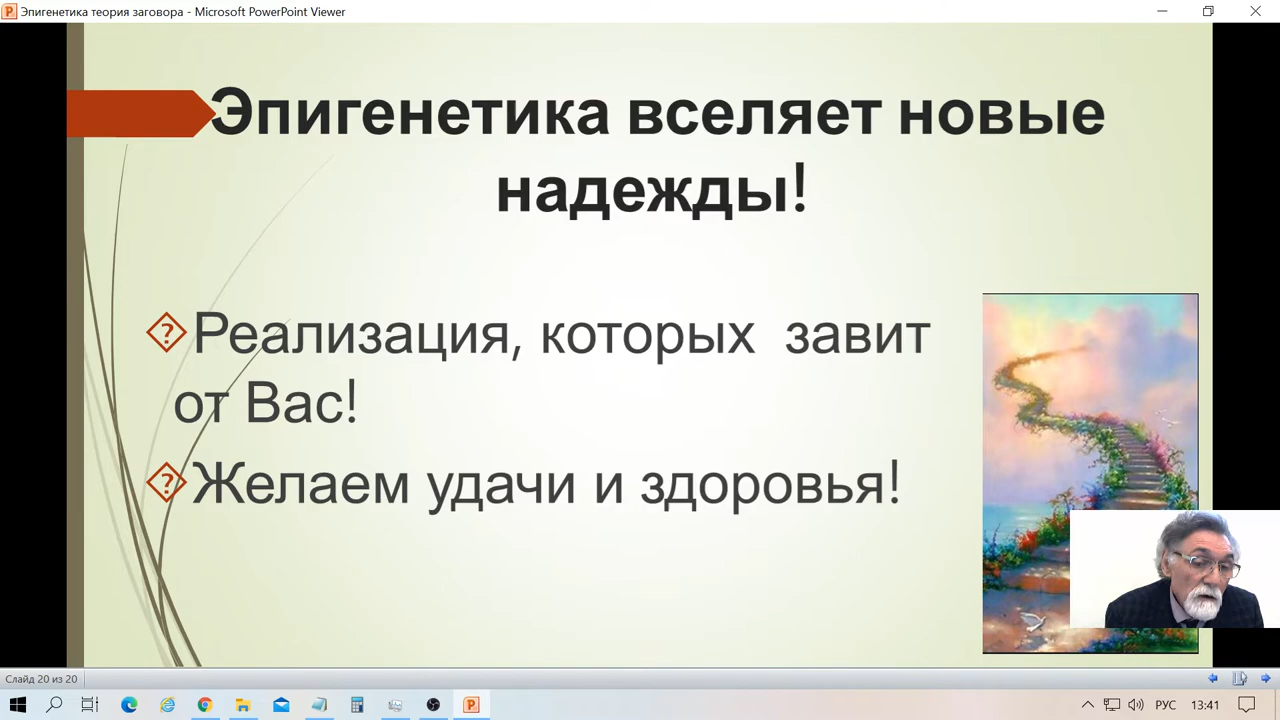 Эпигенетика теория заговора - Microsoft PowerPoint Viewer
Эпигенетика вселяет новые
надежды!
Реализация, которых завит
от Вас!
Желаем удачи и здоровья!
Слайд 20 из 20
РУС 13:41